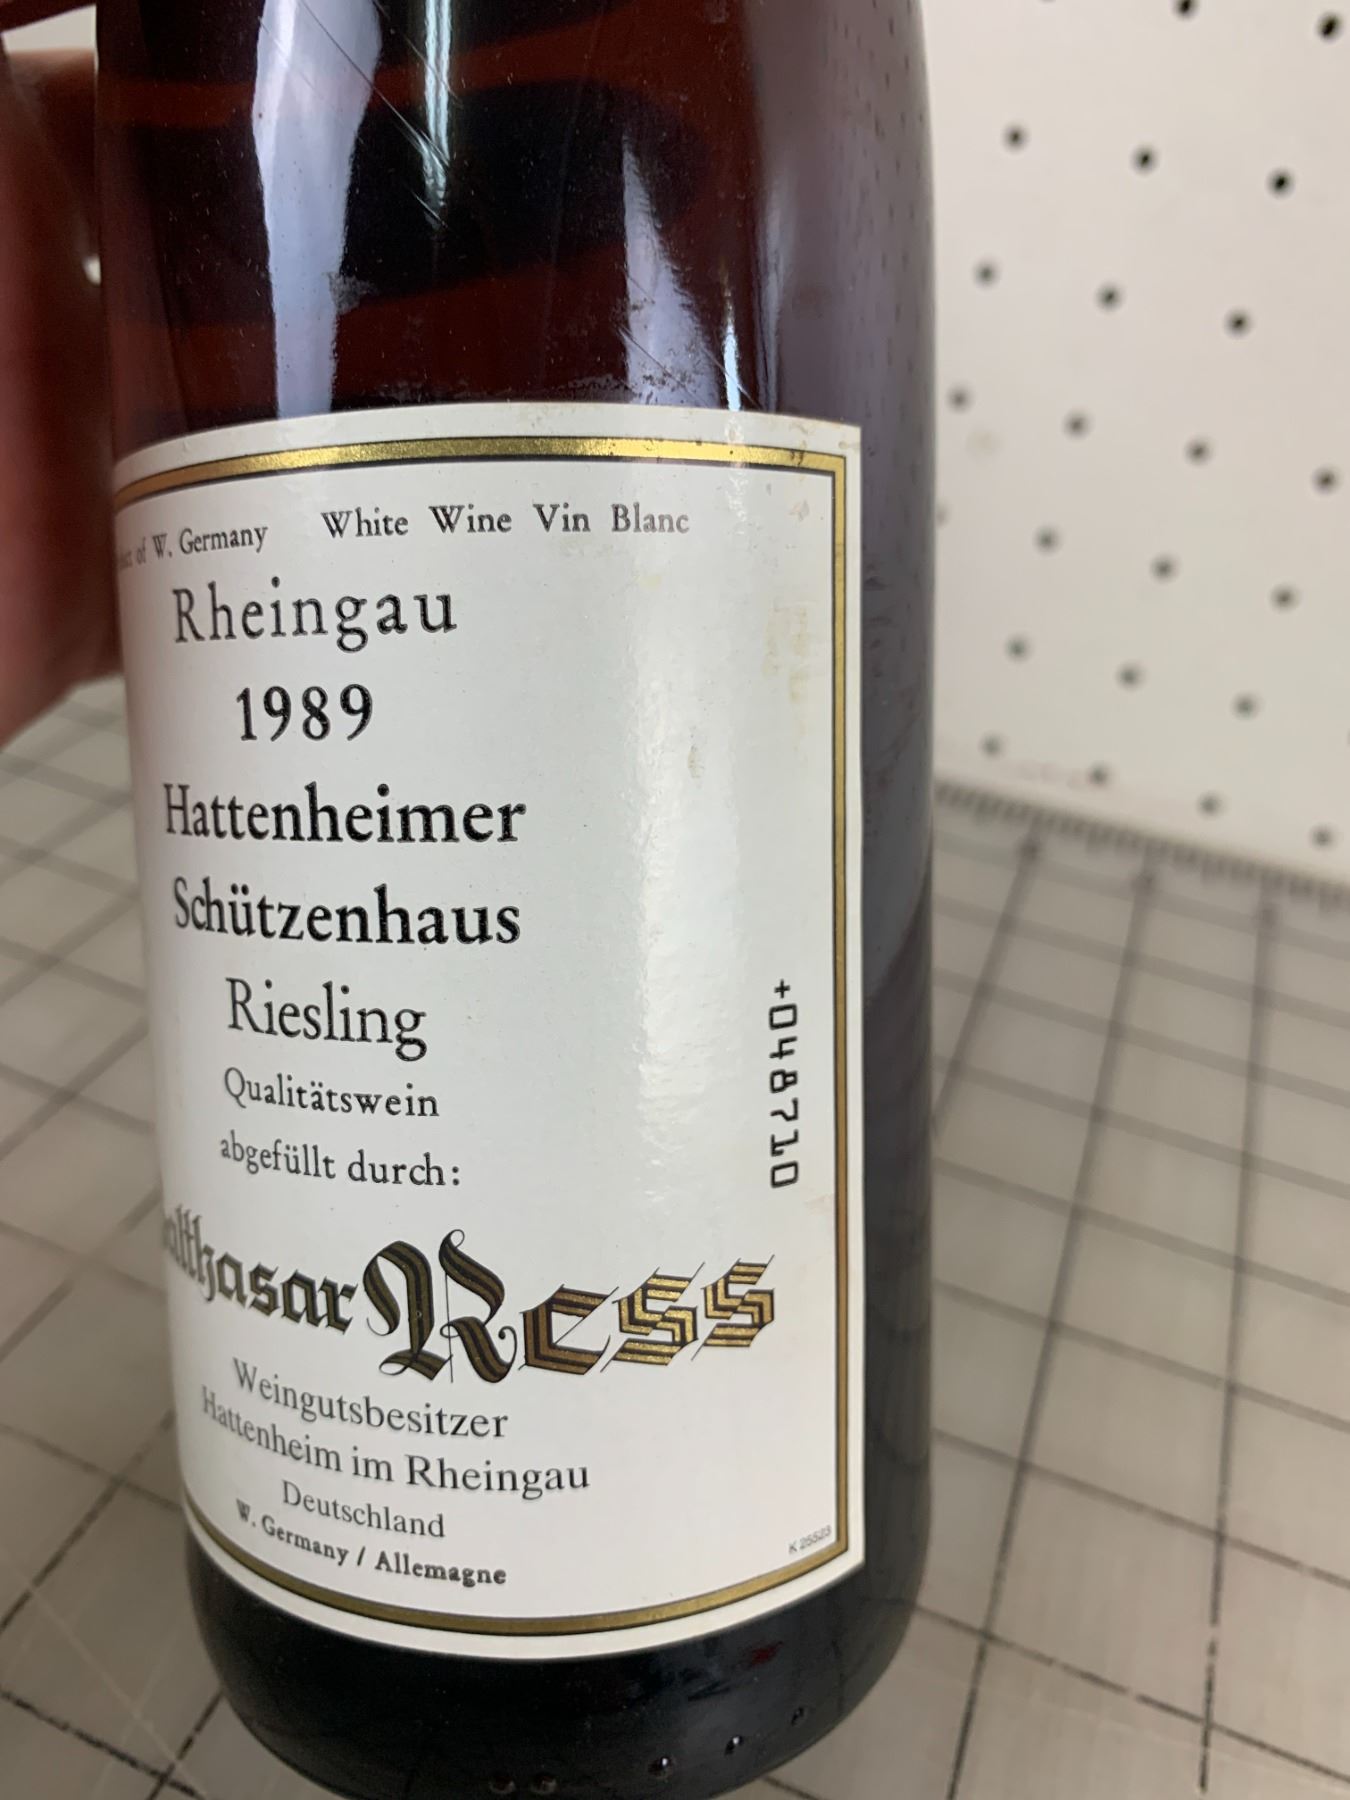 of W. Germany White Wine Vin Blanc
Rheingau
1989
Hattenheimer
Schützenhaus
Riesling
Qualitätswein
abgefüllt durch:
Ress
Weingutsbesitzer
Hattenheim im Rheingau
Deutschland
W. Germany / Allemagne
+048710
K 25523